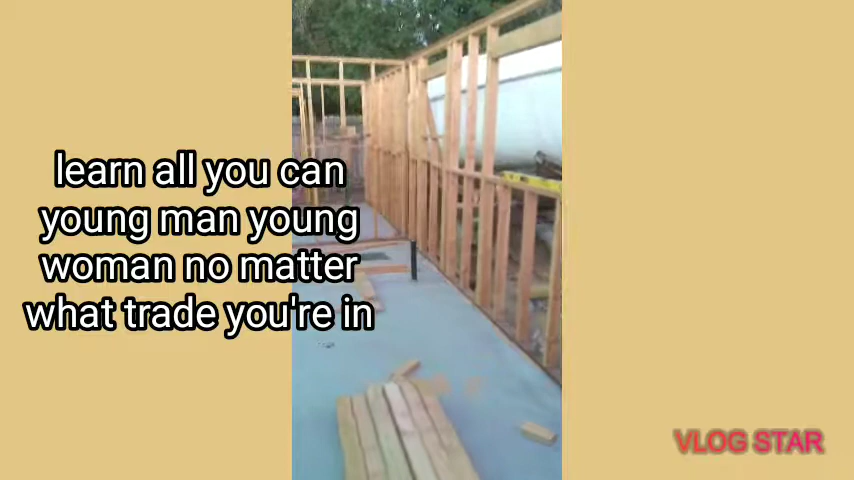 learn all you can
young man young
woman no matter
what trade you're in
VLOG STAR